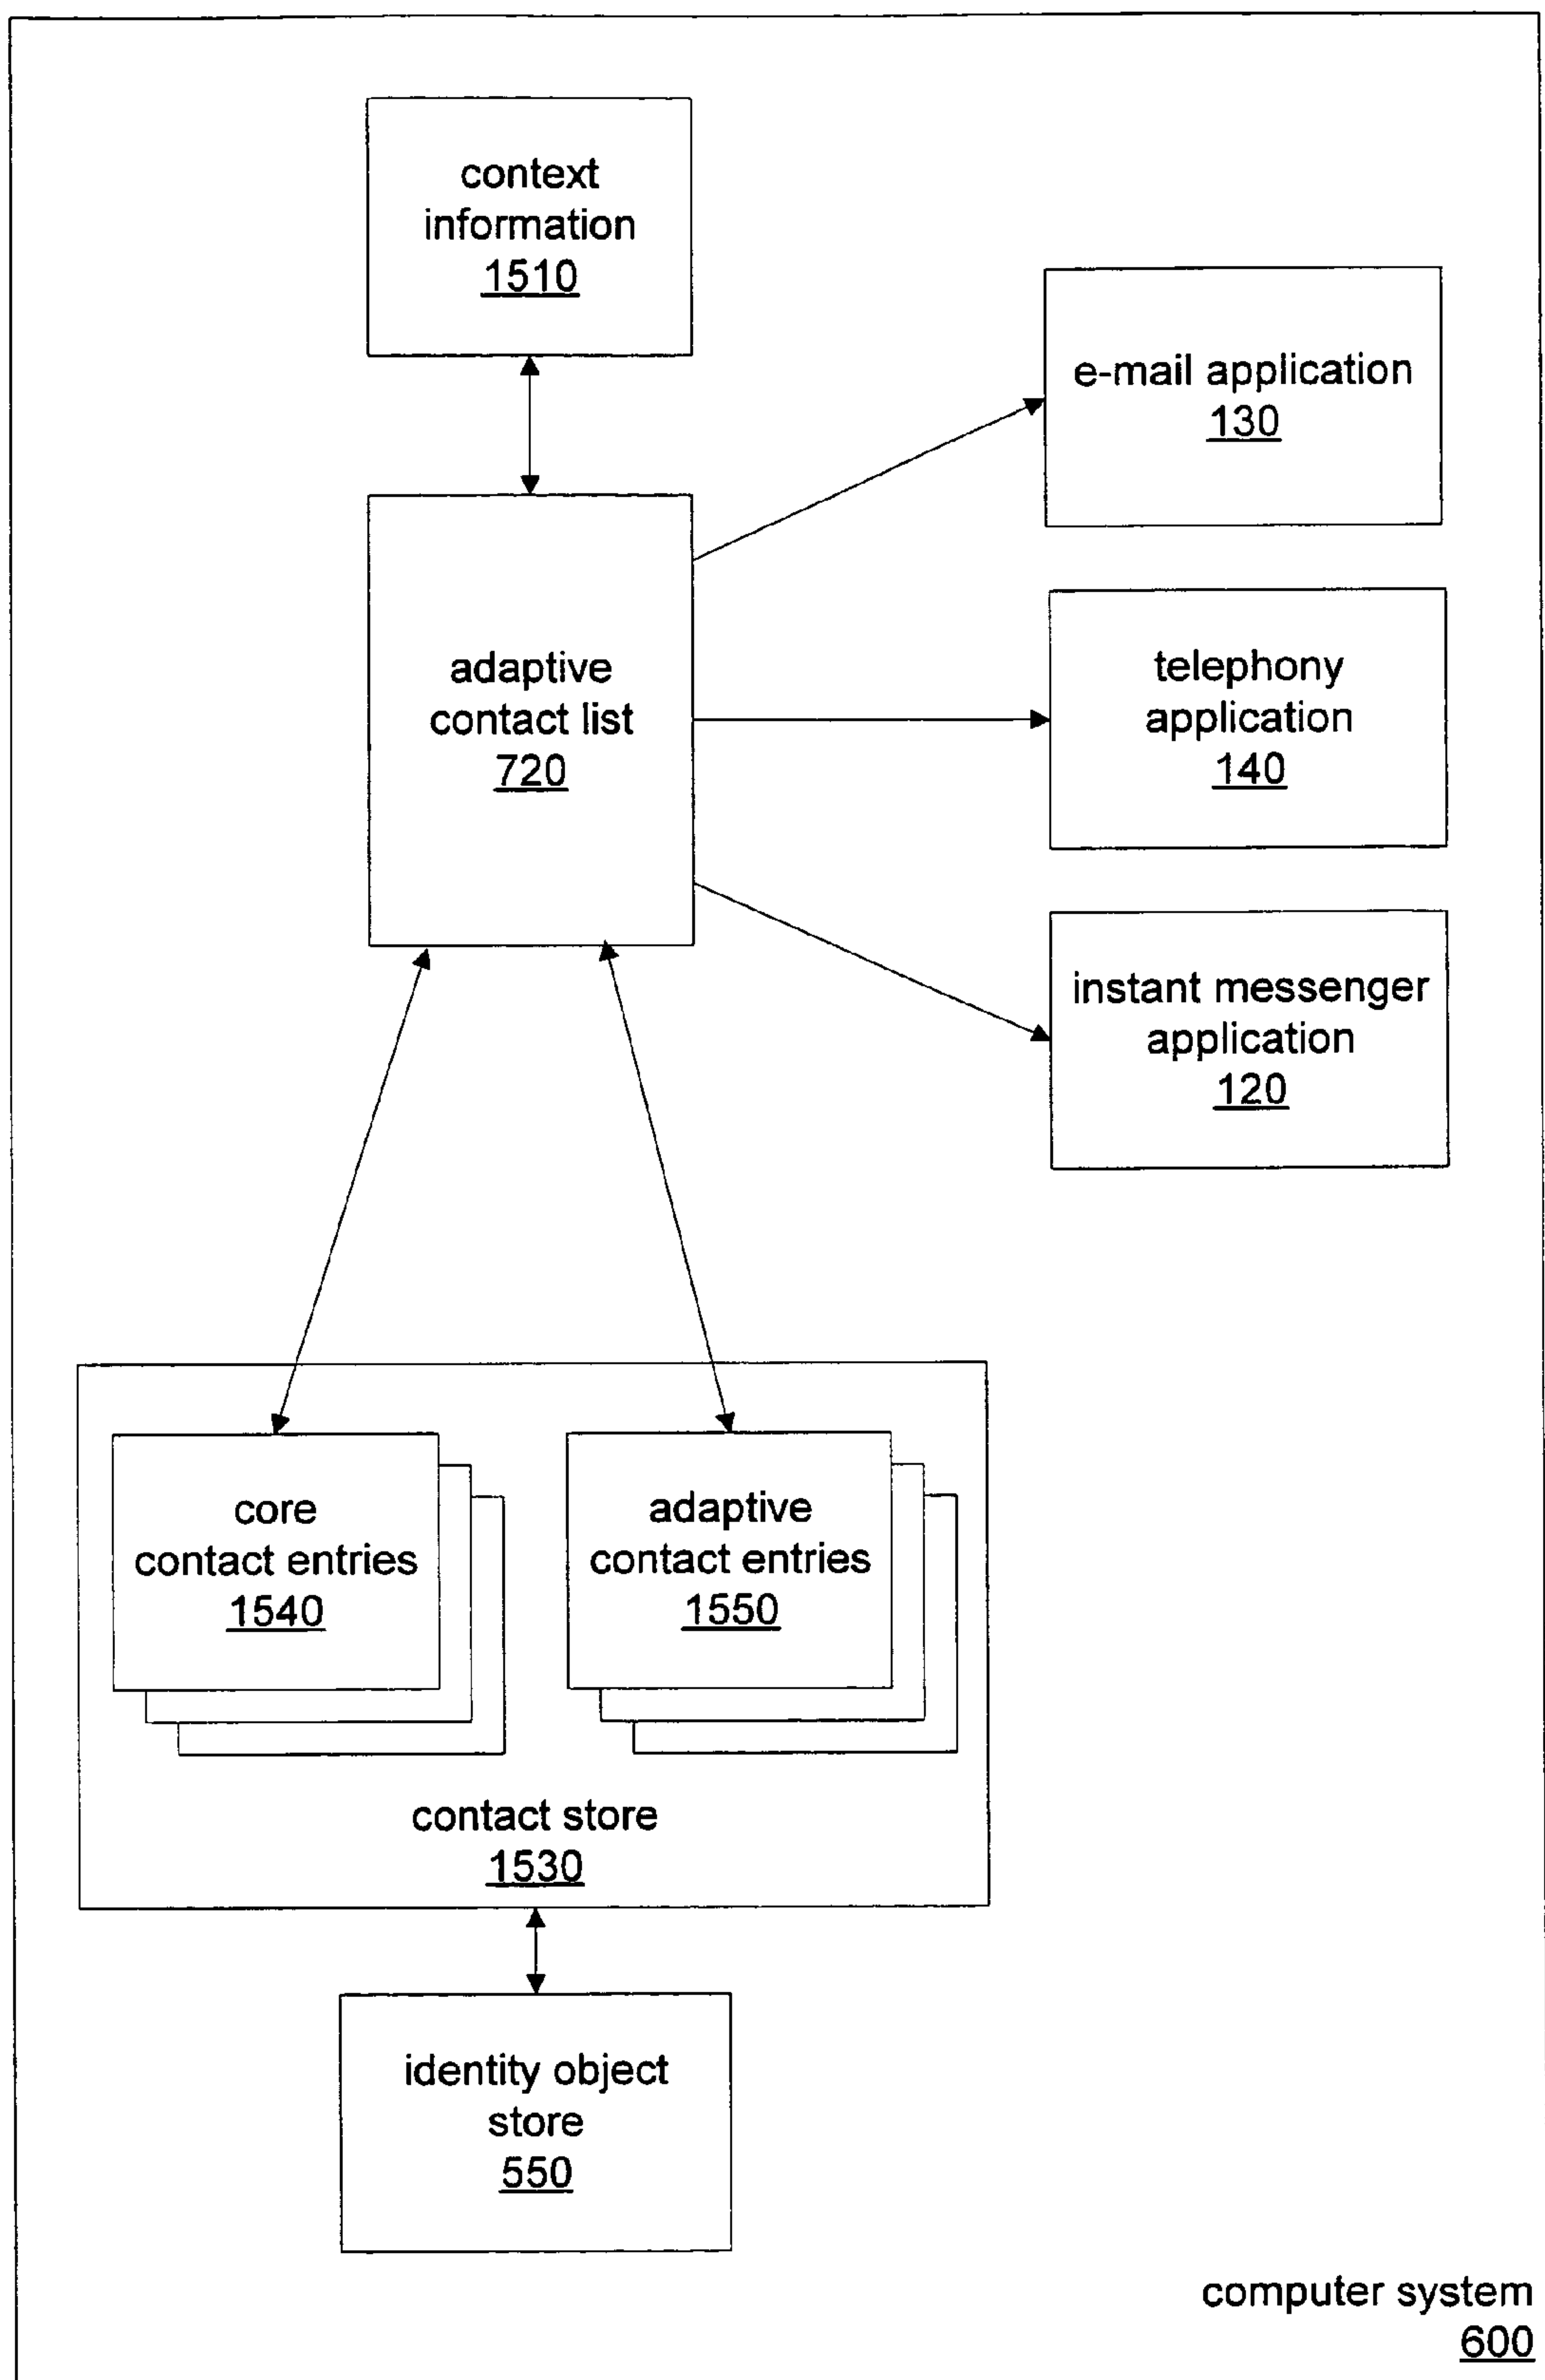 context
information
1510
e-mail application
130
adaptive
contact list
720
telephony
application
140
instant messenger
application
120
core
contact entries
1540
adaptive
contact entries
1550
contact store
1530
identity object
store
550
computer system
600